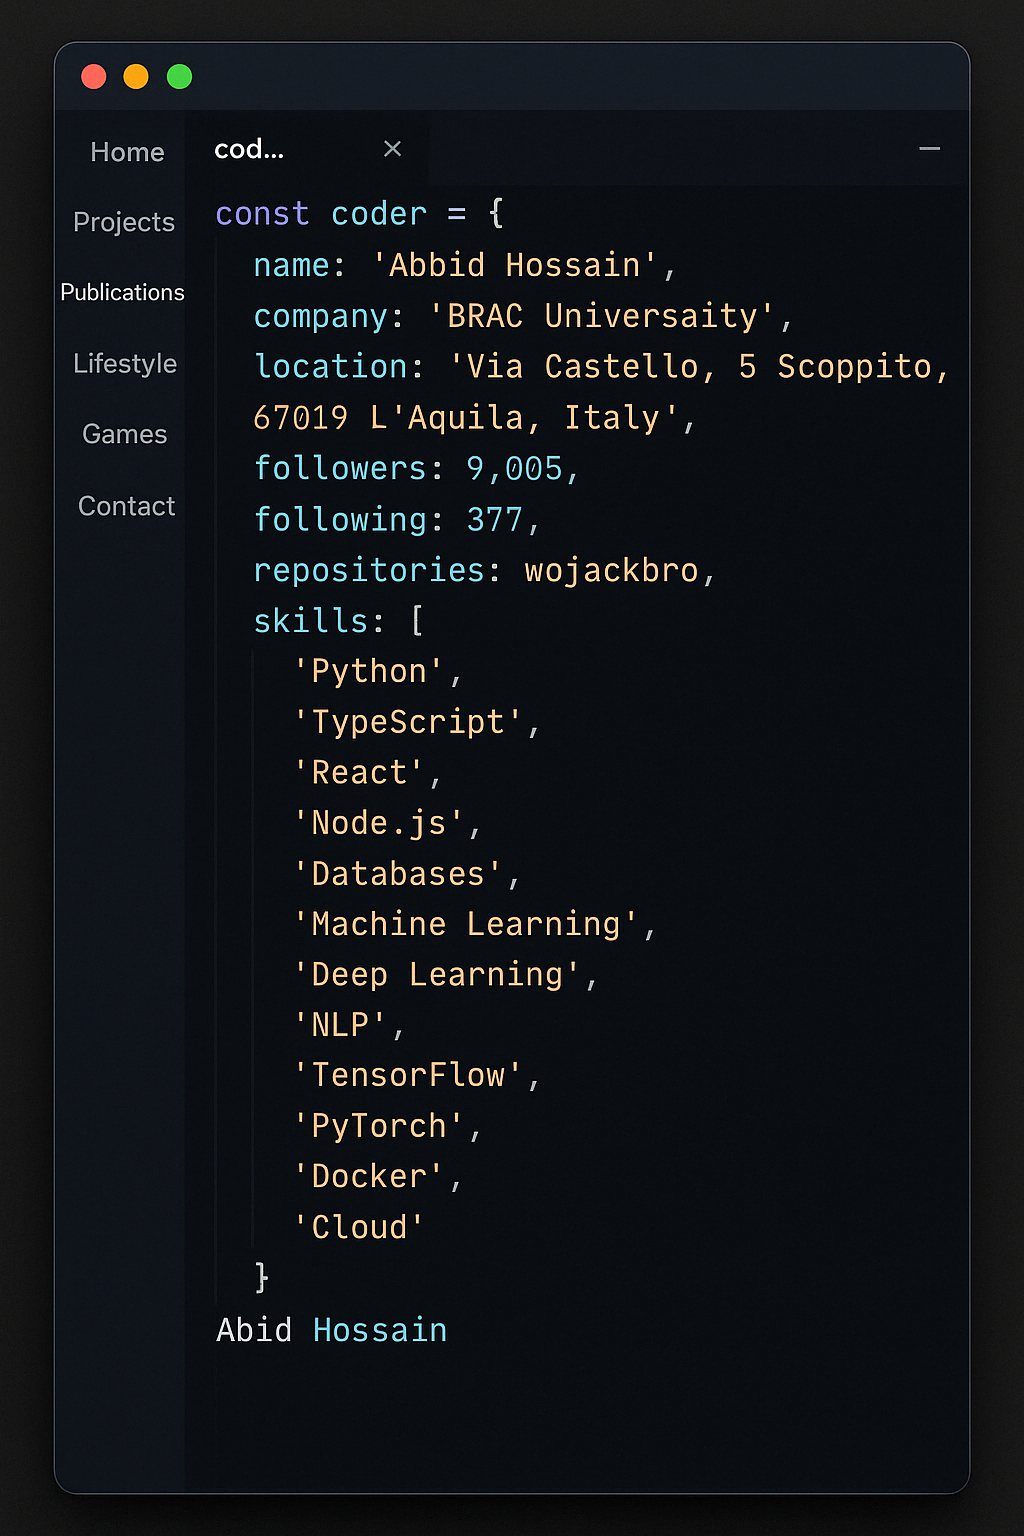 Home
Projects
Publications
Lifestyle
Games
Contact
cod...
const coder = {
name: 'Abbid Hossain',
company: 'BRAC Universaity',
location: 'Via Castello, 5 Scoppito,
67019 L'Aquila, Italy',
followers: 9,005,
following: 377,
repositories: wojackbro,
skills: [
'Python',
'TypeScript',
'React',
'Node.js',
'Databases',
'Machine Learning',
'Deep Learning',
'NLP',
'TensorFlow',
'PyTorch',
'Docker',
'Cloud'
}
Abid Hossain